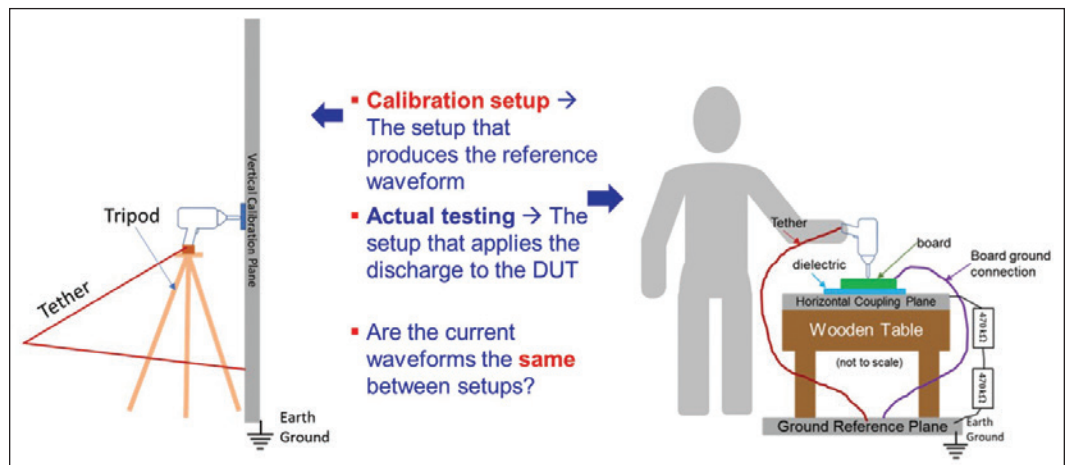 Tripod
Tether
Vertical Calibration Plane
Earth
Ground
▪ Calibration setup →
The setup that
produces the reference
waveform
▪ Actual testing → The
setup that applies the
discharge to the DUT
▪ Are the current
waveforms the same
between setups?
Tether
board
dielectric
Board ground
connection
Horizontal Coupling Plane
Wooden Table
(not to scale)
470kΩ
470kΩ
Ground Reference Plane
Earth
Ground